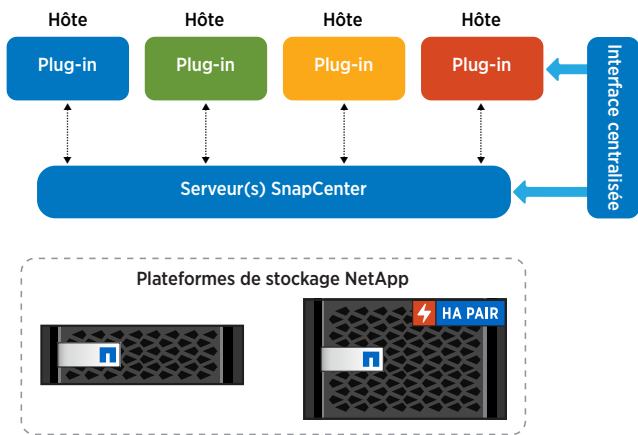 Hôte Hôte Hôte Hôte
Plug-in Plug-in Plug-in Plug-in
Interface centralisée
Serveur(s) SnapCenter
Plateformes de stockage NetApp
HA PAIR